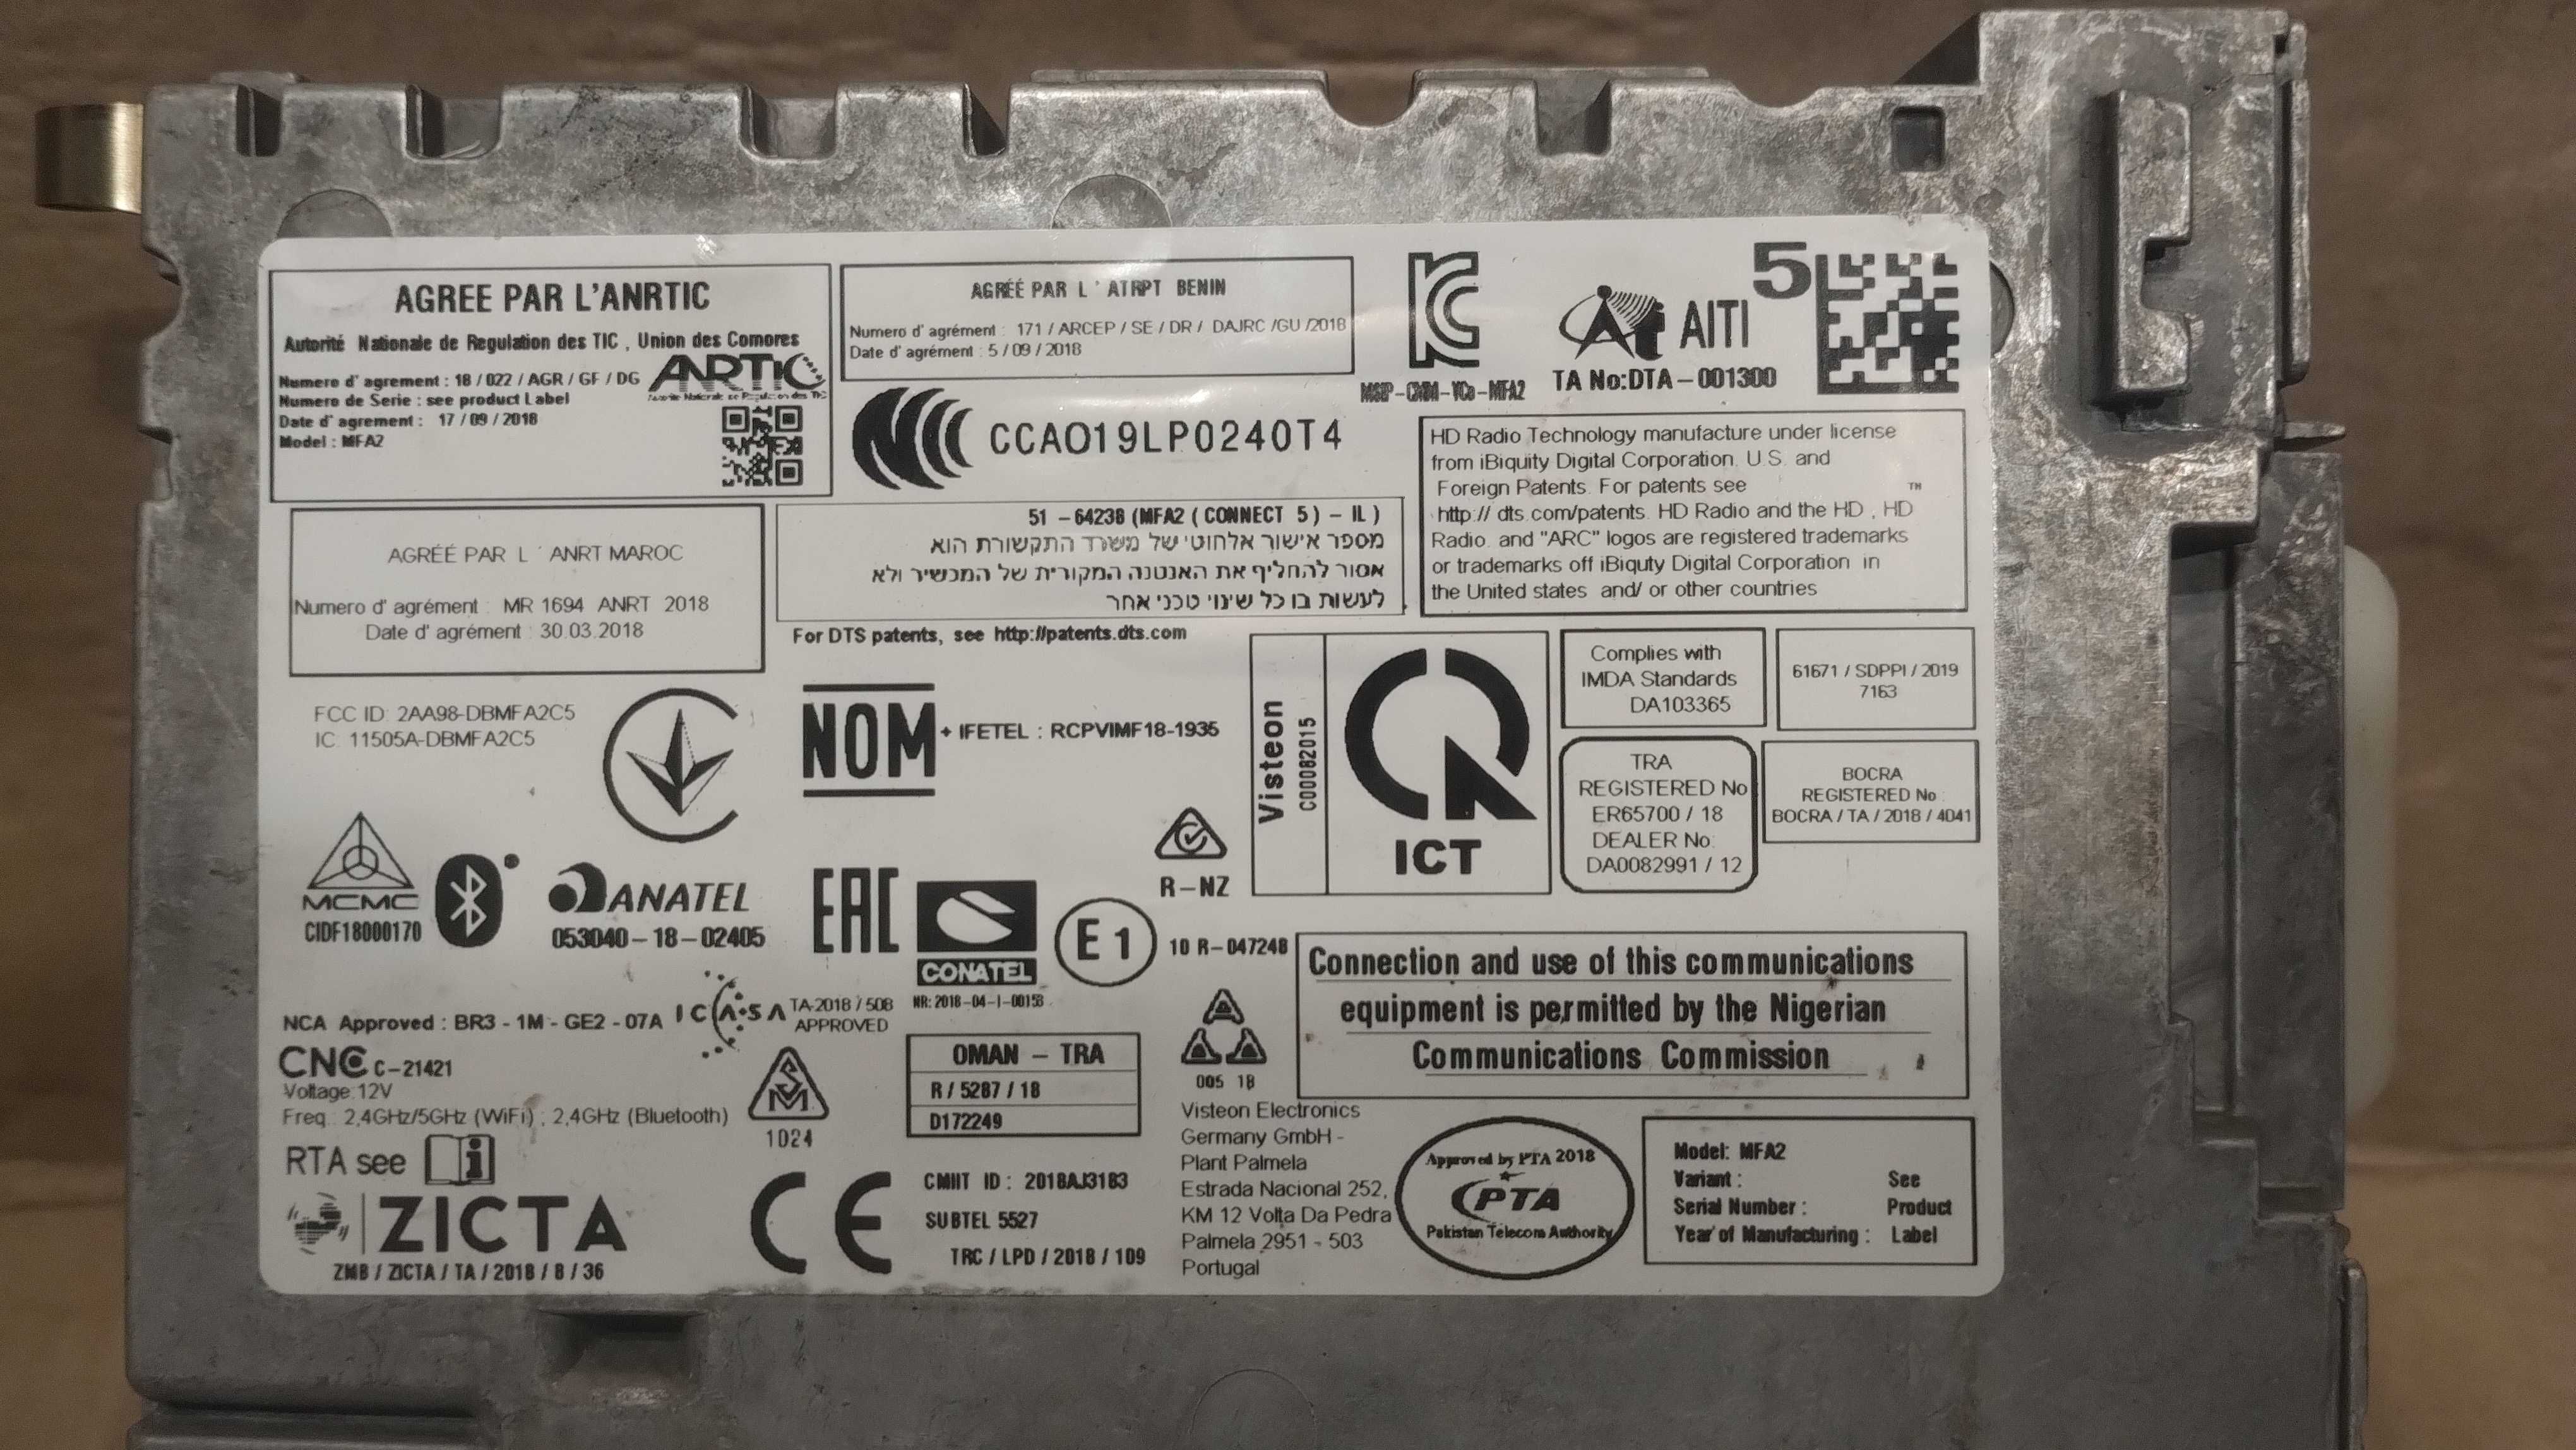 AGREE PAR L'ANRTIC
Autorité Nationale de Regulation des TIC , Union des Comores
Numero d' agrement : 18 / 022 / AGR / GF / DG
Numero de Serie : see product Label
Date d' agrement : 17 / 09 / 2018
Model : MFA2
ARTIC
AGRÉÉ PAR L ' ATRPT BENIN
Numero d' agrément : 171 / ARCEP / SE / DR / DAJRC /GU /2018
Date d' agrément : 5 / 09 / 2018
CCAO19LP0240T4
MSIP-CMM-VCo-MFA2
AITI
TA No:DTA-001300
5
HD Radio Technology manufacture under license
from iBiquity Digital Corporation. U.S. and
Foreign Patents. For patents see ™
http:// dts.com/patents. HD Radio and the HD , HD
Radio. and "ARC" logos are registered trademarks
or trademarks off iBiquty Digital Corporation in
the United states and/ or other countries
AGRÉÉ PAR L ' ANRT MAROC
Numero d' agrément : MR 1694 ANRT 2018
Date d' agrément : 30.03.2018
51 - 64238 (MFA2 ( CONNECT 5 ) - IL )
מספר אישור אלחוטי של משרד התקשורת הוא
אסור להחליף את האנטנה המקורית של המכשיר ולא
לעשות בו כל שינוי טכני אחר
For DTS patents, see http://patents.dts.com
FCC ID: 2AA98-DBMFA2C5
IC: 11505A-DBMFA2C5
NOM + IFETEL : RCPVIMF18-1935
Visteon
C00082015
ICT
Complies with
IMDA Standards
DA103365
61671 / SDPPI / 2019
7163
TRA
REGISTERED No
ER65700 / 18
DEALER No:
DA0082991 / 12
BOCRA
REGISTERED No
BOCRA / TA / 2018 / 4041
MCMC
CIDF18000170
ANATEL
053040-18-02405
EAC
CONATEL
NR: 2018-04-I-00153
E1
10 R-047248
R-NZ
Connection and use of this communications
equipment is permitted by the Nigerian
Communications Commission
NCA Approved : BR3 - 1M - GE2 - 07A
ICASA
TA-2018 / 508
APPROVED
CNC C-21421
Voltage:12V
Freq.: 2,4GHz/5GHz (WiFi) ; 2,4GHz (Bluetooth)
SM
1024
OMAN - TRA
R / 5287 / 18
D172249
005 18
RTA see i
ZICTA
ZMB / ZICTA / TA / 2018 / 8 / 36
CE
CMIIT ID : 2018AJ3183
SUBTEL 5527
TRC / LPD / 2018 / 109
Visteon Electronics
Germany GmbH -
Plant Palmela
Estrada Nacional 252,
KM 12 Volta Da Pedra
Palmela 2951 - 503
Portugal
Approved by PTA 2018
PTA
Pakistan Telecom Authority
Model: MFA2
Variant : See
Serial Number : Product
Year of Manufacturing : Label